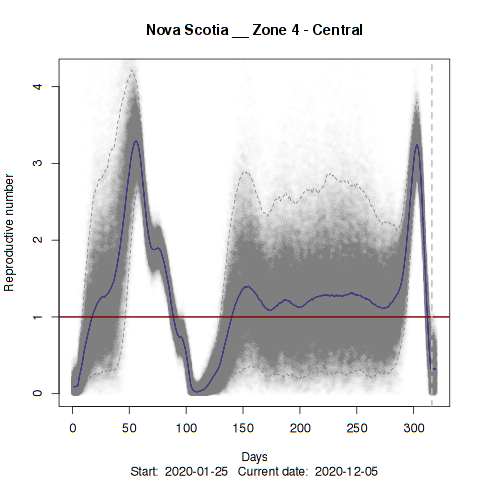 Nova Scotia __ Zone 4 - Central
4
3
2
1
0
Reproductive number
0 50 100 150 200 250 300
Days
Start: 2020-01-25 Current date: 2020-12-05